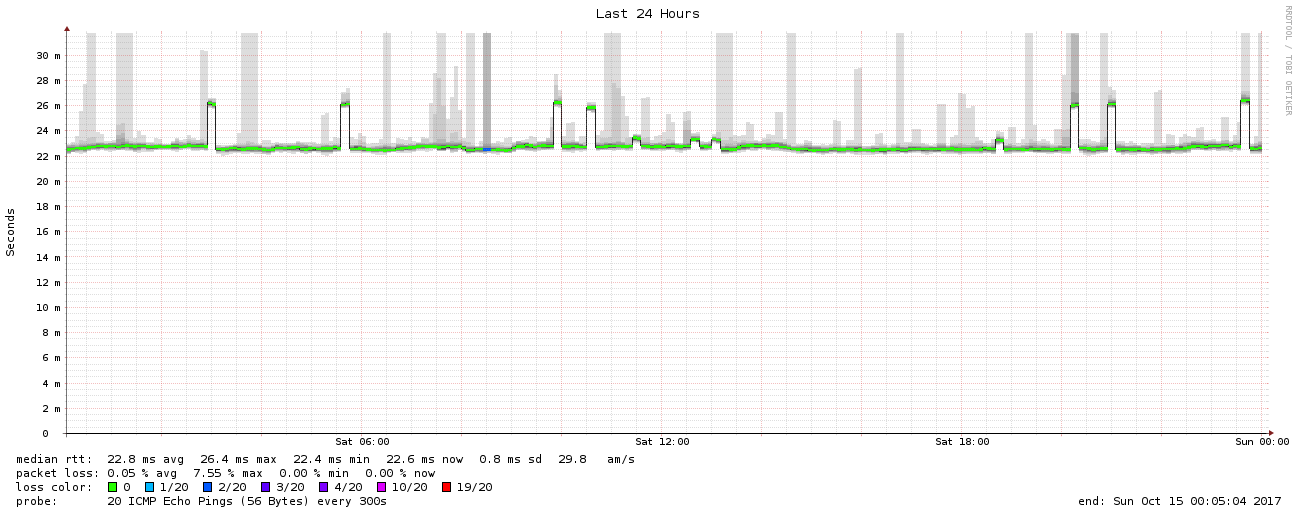 Last 24 Hours
RRDTOOL / TOBI OETIKER
30 m
28 m
26 m
24 m
22 m
20 m
18 m
16 m
14 m
12 m
10 m
8 m
6 m
4 m
2 m
0
Seconds
Sat 06:00 Sat 12:00 Sat 18:00 Sun 00:00
median rtt: 22.8 ms avg 26.4 ms max 22.4 ms min 22.6 ms now 0.8 ms sd 29.8 am/s
packet loss: 0.05 % avg 7.55 % max 0.00 % min 0.00 % now
loss color: 0 1/20 2/20 3/20 4/20 10/20 19/20
probe: 20 ICMP Echo Pings (56 Bytes) every 300s end: Sun Oct 15 00:05:04 2017